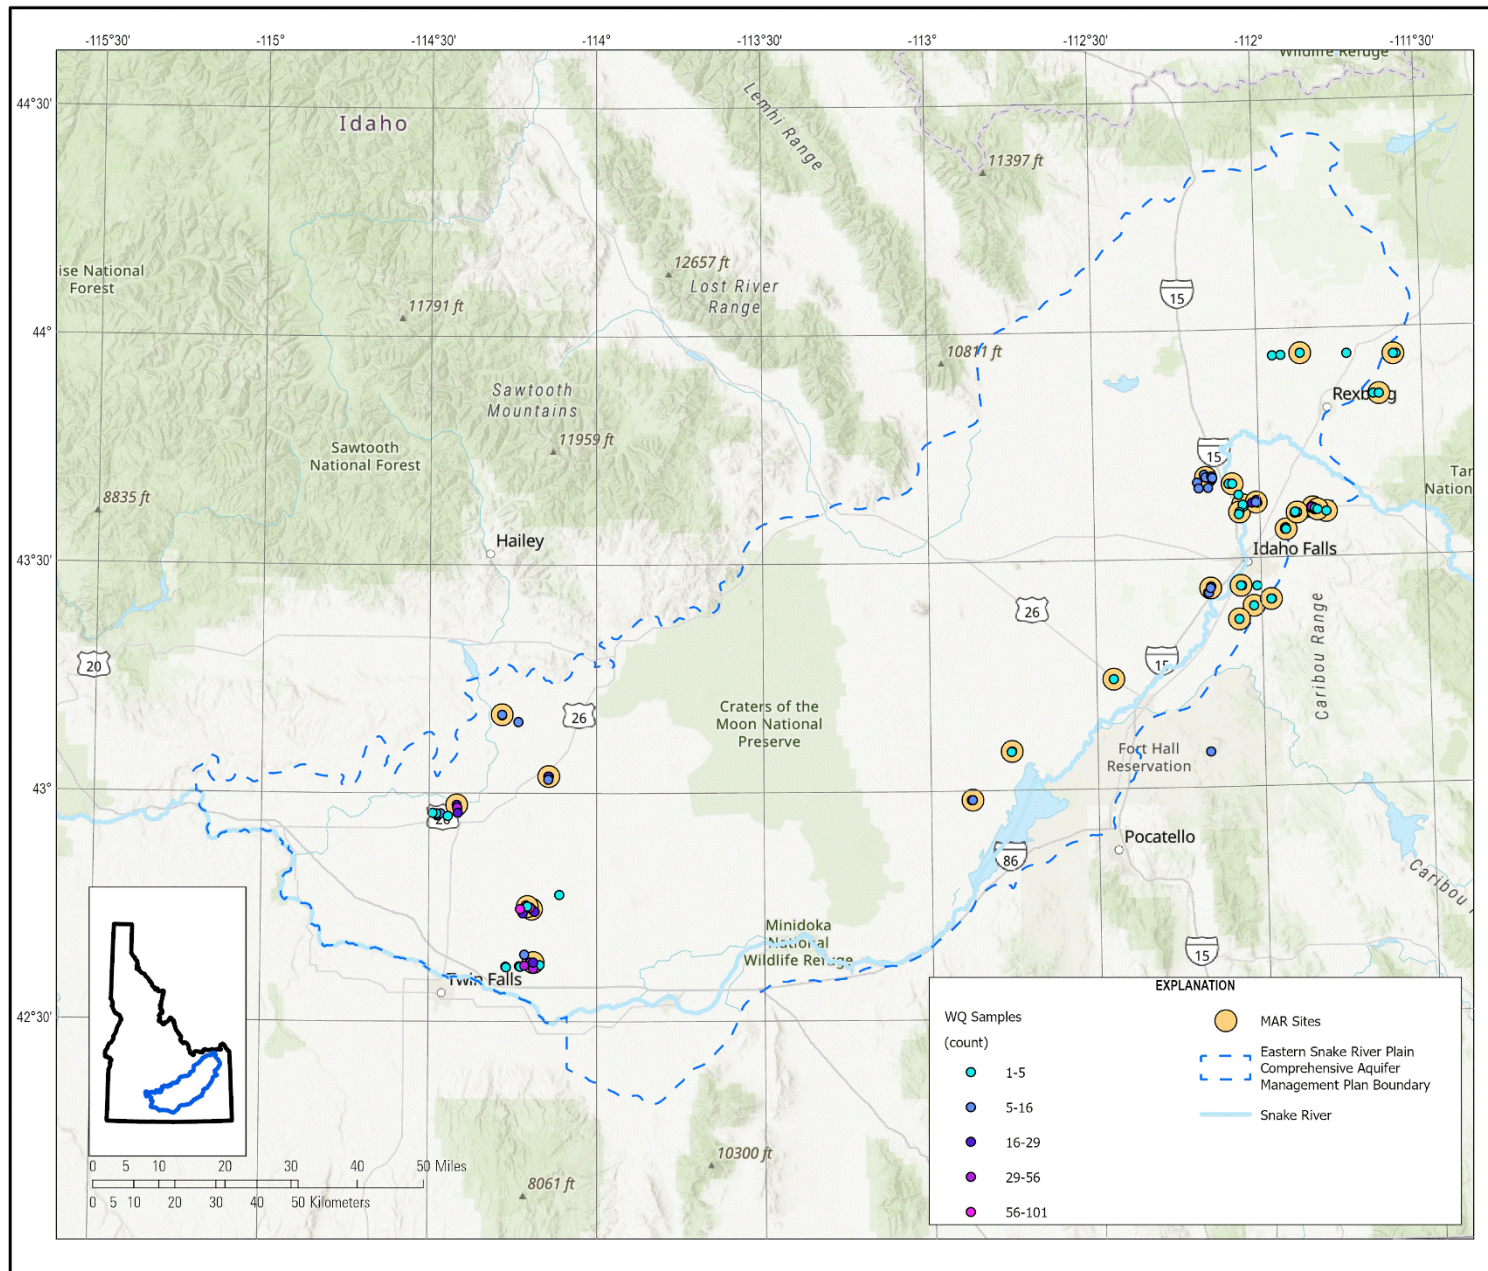 -115°30'
-115°
-114°30'
-114°
-113°30'
-113°
-112°30'
-112°
-111°30'
Wildlife Refuge
44°30'
Idaho
Lemhi Range
11397 ft
ise National
Forest
12657 ft
Lost River
Range
11791 ft
15
44°
10811 ft
Sawtooth
Mountains
Rexburg
11959 ft
Sawtooth
National Forest
15
Tar
Nation
8835 ft
Hailey
43°30'
Idaho Falls
26
Caribou Range
20
15
Craters of the
Moon National
Preserve
26
Fort Hall
Reservation
43°
26
Pocatello
86
Caribou
Minidoka
National
Wildlife Refuge
15
Twin Falls
42°30'
10300 ft
8061 ft
0 5 10 20 30 40 50 Miles
0 5 10 20 30 40 50 Kilometers
EXPLANATION
WQ Samples
(count)
1-5
5-16
16-29
29-56
56-101
MAR Sites
Eastern Snake River Plain
Comprehensive Aquifer
Management Plan Boundary
Snake River